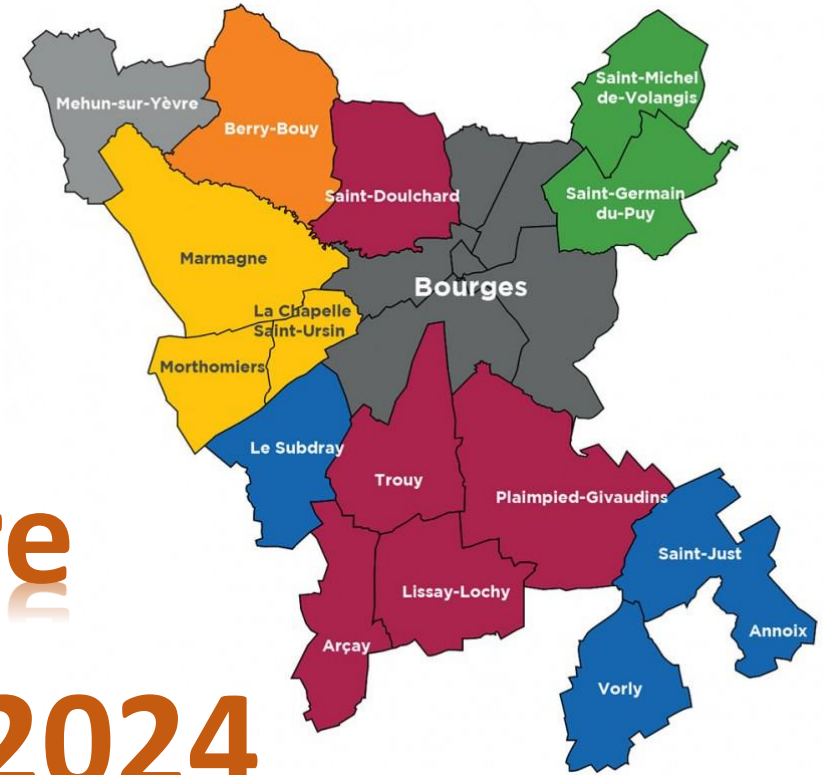 Mehun-sur-Yèvre
Berry-Bouy
Saint-Michel
de-Volangis
Saint-Doulchard
Saint-Germain
du-Puy
Marmagne
Bourges
La Chapelle
Saint-Ursin
Morthomiers
Le Subdray
Trouy
Plaimpied-Givaudins
re
Saint-Just
Lissay-Lochy
Annoix
Arçay
Vorly
2024